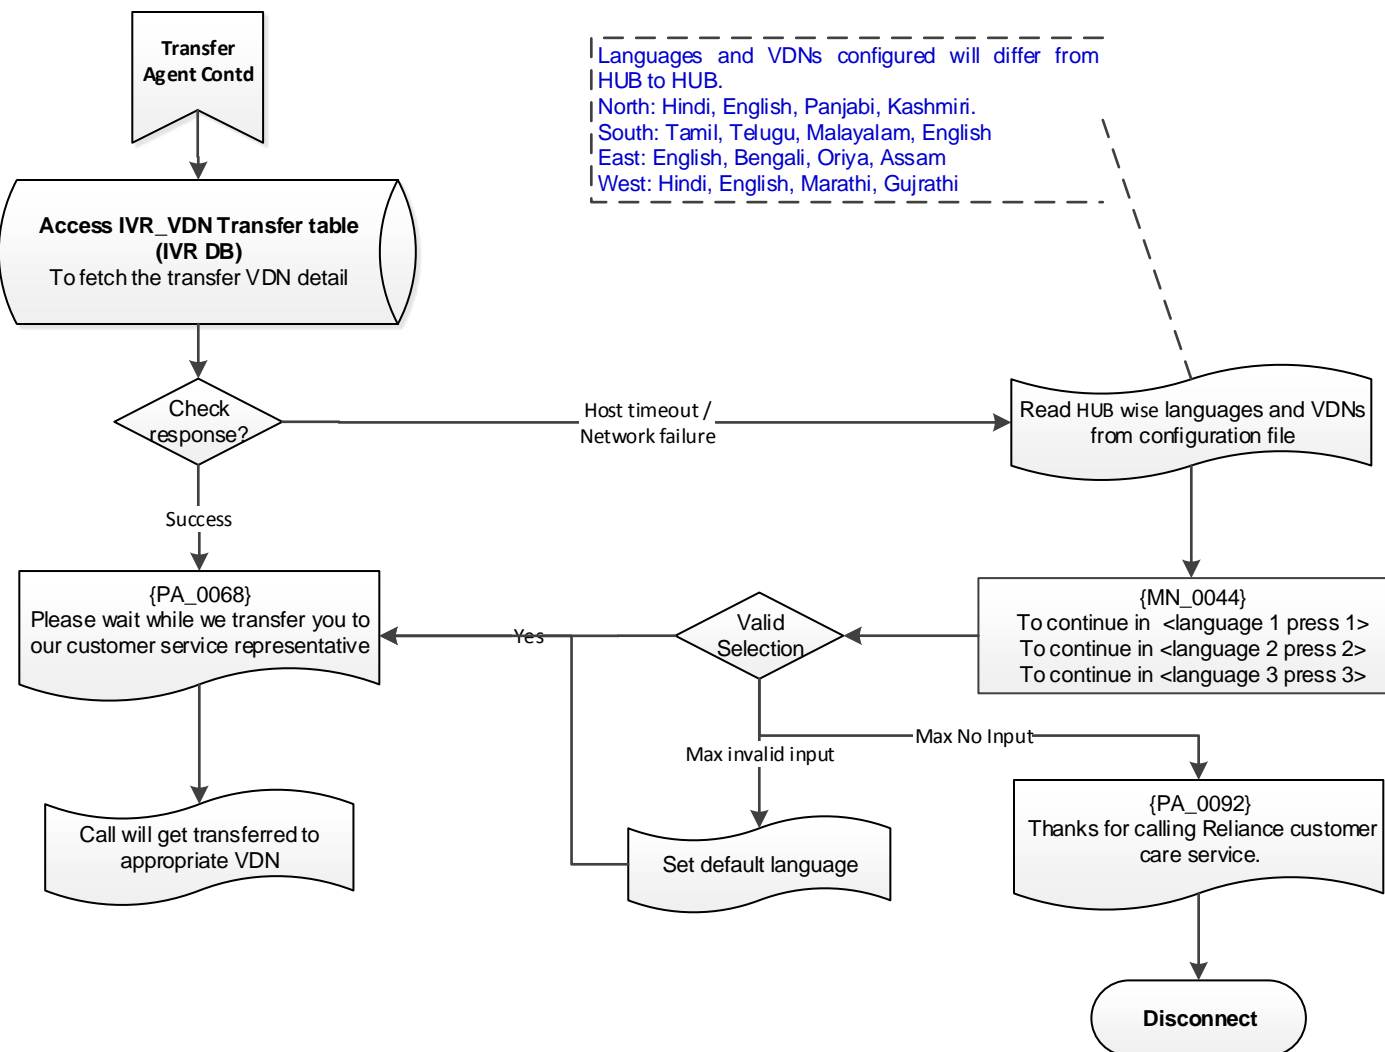 Transfer
Agent Contd
Languages and VDNs configured will differ from
HUB to HUB.
North: Hindi, English, Panjabi, Kashmiri.
South: Tamil, Telugu, Malayalam, English
East: English, Bengali, Oriya, Assam
West: Hindi, English, Marathi, Gujrathi
Access IVR_VDN Transfer table
(IVR DB)
To fetch the transfer VDN detail
Check
response?
Host timeout /
Network failure
Read HUB wise languages and VDNs
from configuration file
Success
{PA_0068}
Please wait while we transfer you to
our customer service representative
Yes
Valid
Selection
{MN_0044}
To continue in <language 1 press 1>
To continue in <language 2 press 2>
To continue in <language 3 press 3>
Max invalid input
Max No Input
Call will get transferred to
appropriate VDN
Set default language
{PA_0092}
Thanks for calling Reliance customer
care service.
Disconnect